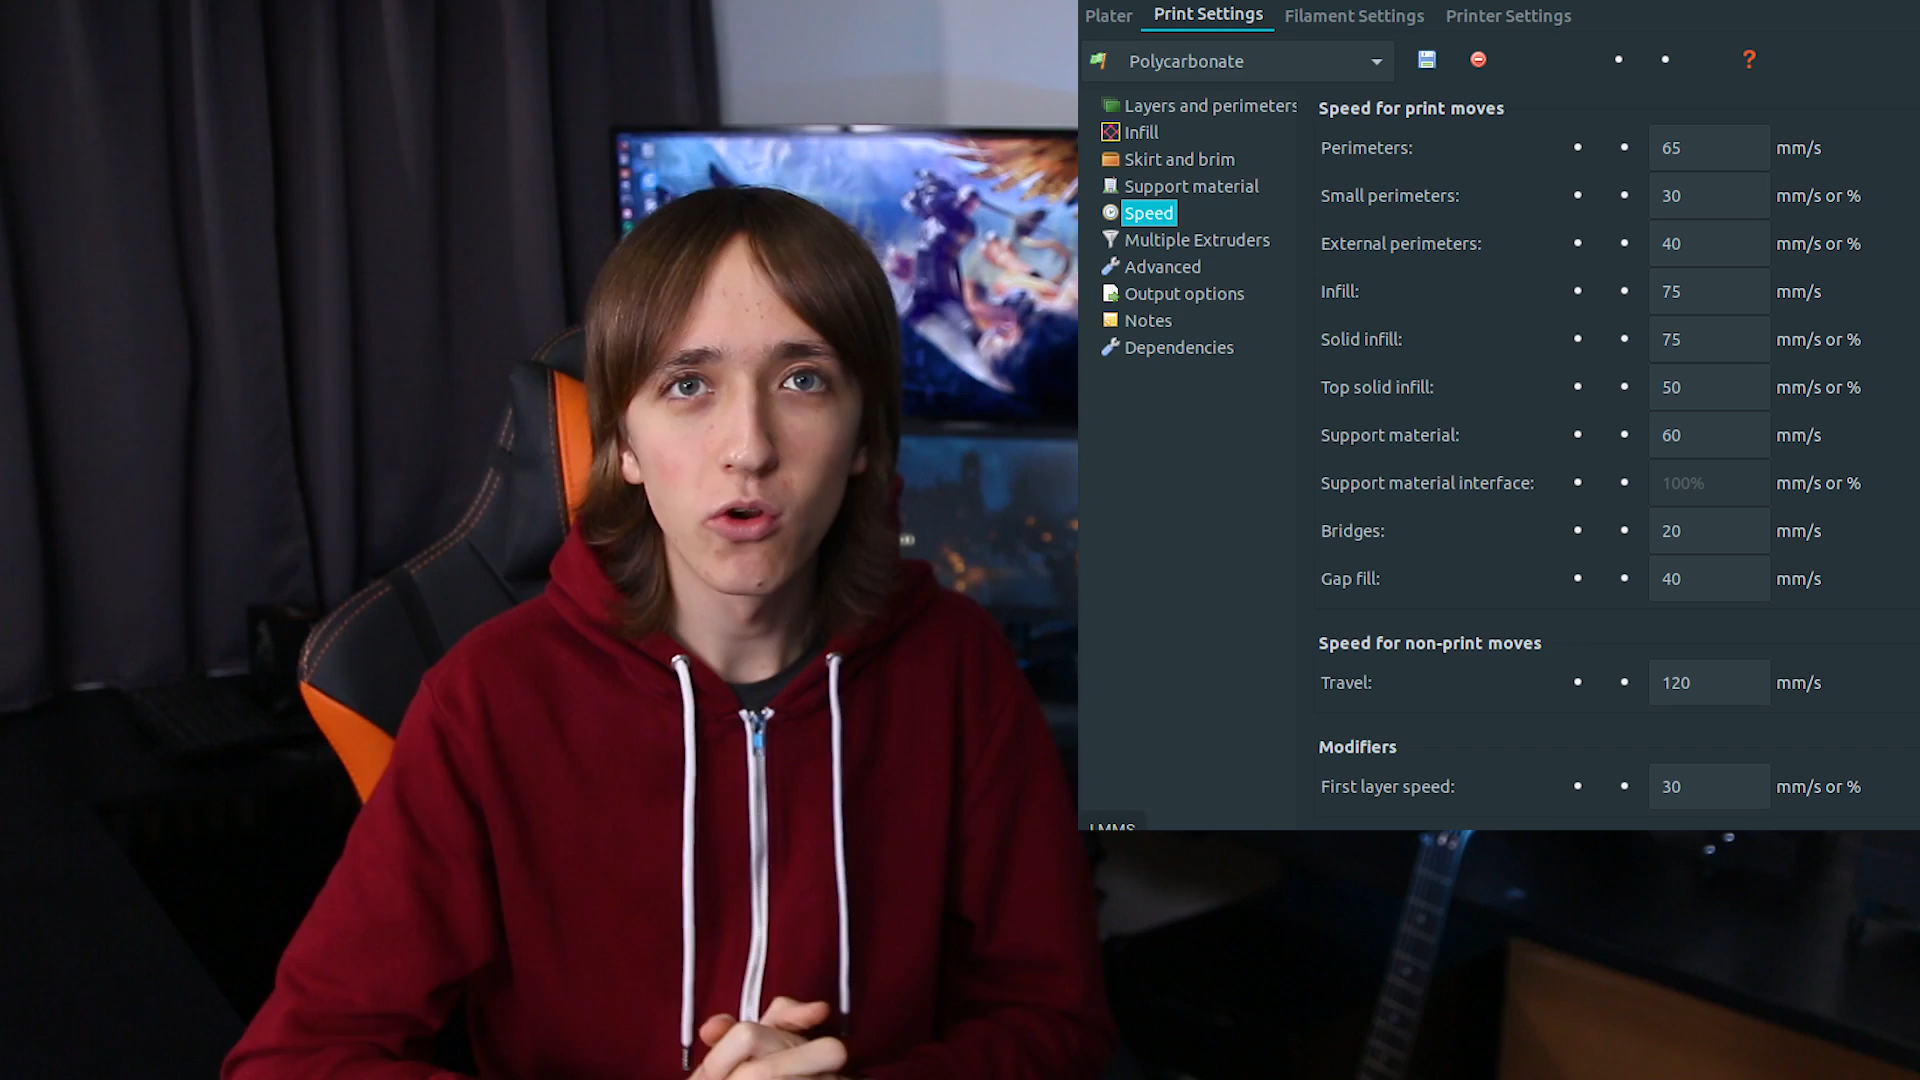 Plater Print Settings Filament Settings Printer Settings
Polycarbonate
?
Layers and perimeters
Infill
Skirt and brim
Support material
Speed
Multiple Extruders
Advanced
Output options
Notes
Dependencies
Speed for print moves
Perimeters: 65 mm/s
Small perimeters: 30 mm/s or %
External perimeters: 40 mm/s or %
Infill: 75 mm/s
Solid infill: 75 mm/s or %
Top solid infill: 50 mm/s or %
Support material: 60 mm/s
Support material interface: 100% mm/s or %
Bridges: 20 mm/s
Gap fill: 40 mm/s
Speed for non-print moves
Travel: 120 mm/s
Modifiers
First layer speed: 30 mm/s or %
LMMS